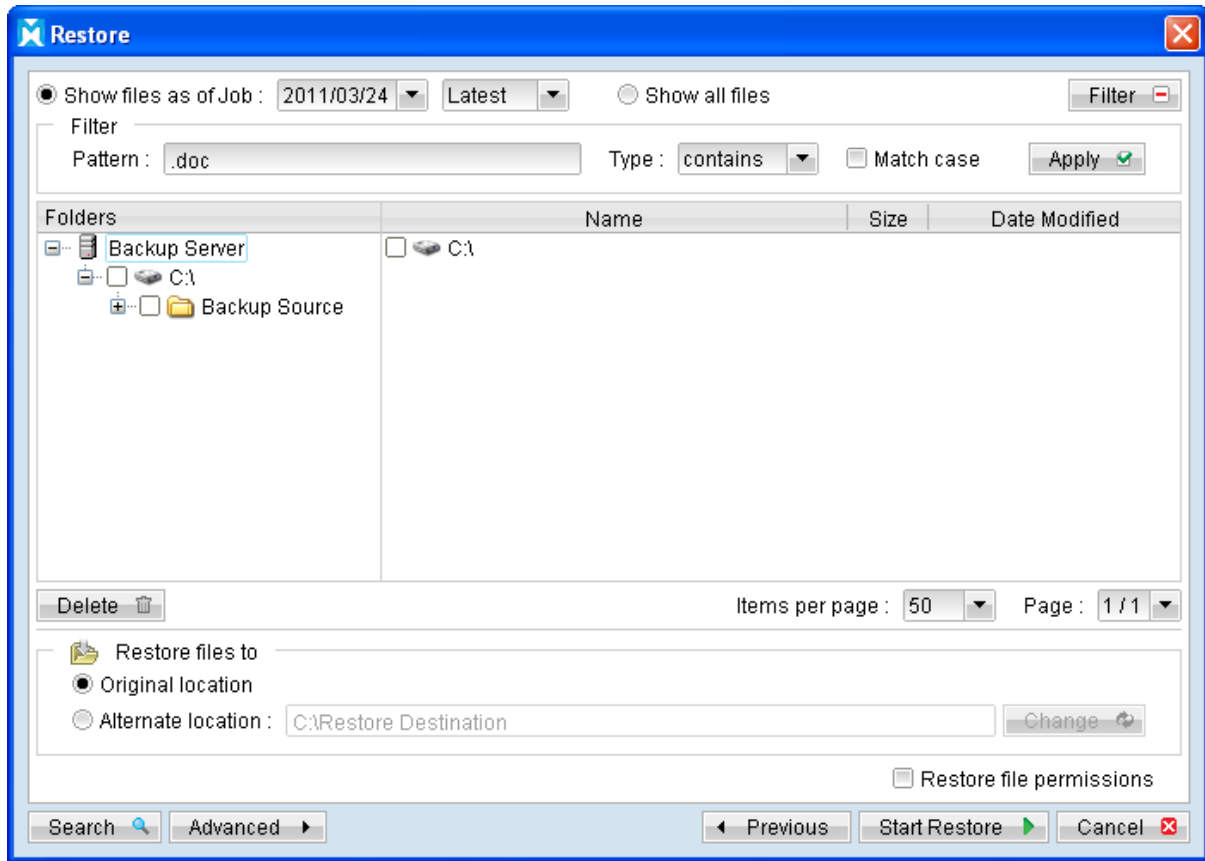 Restore
Show files as of Job : 2011/03/24 Latest Show all files Filter
Filter
Pattern : .doc Type : contains Match case Apply
Folders Name Size Date Modified
Backup Server C:\
C:\
Backup Source
Delete Items per page : 50 Page : 1 / 1
Restore files to
Original location
Alternate location : C:\Restore Destination Change
Restore file permissions
Search Advanced Previous Start Restore Cancel